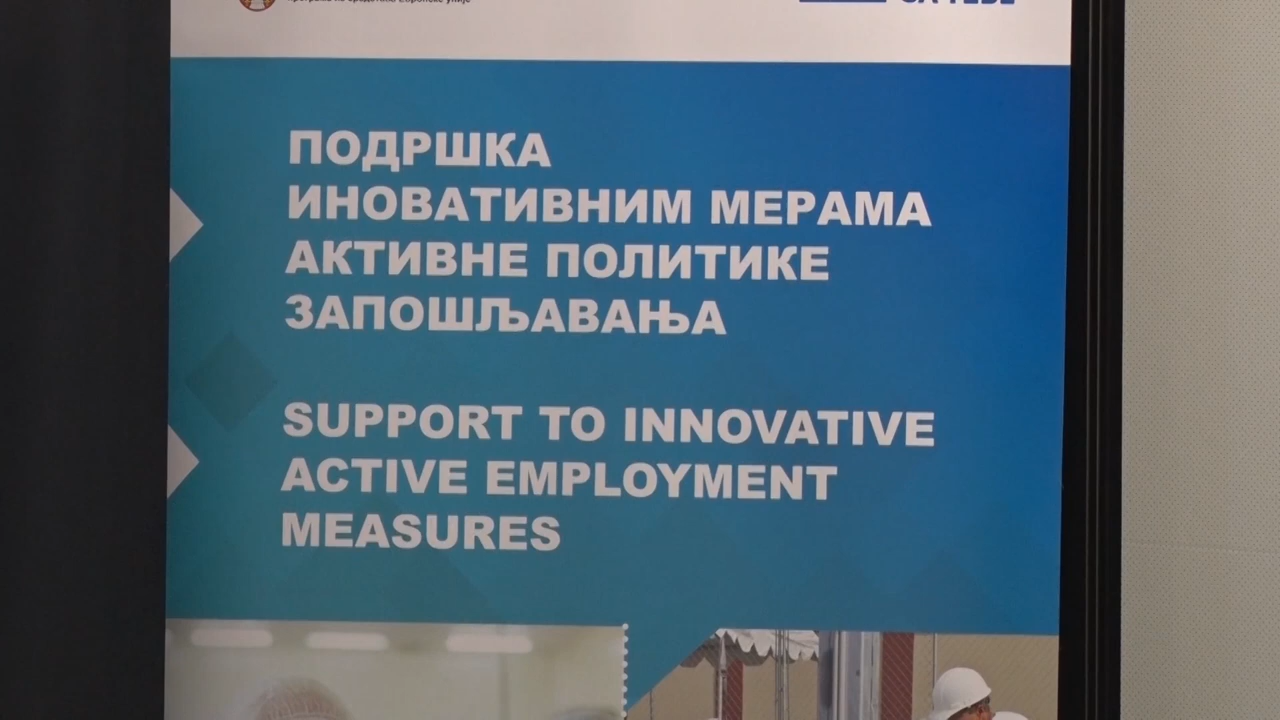 ПОДРШКА
ИНОВАТИВНИМ МЕРАМА
АКТИВНЕ ПОЛИТИКЕ
ЗАПОШЉАВАЊА
SUPPORT TO INNOVATIVE
ACTIVE EMPLOYMENT
MEASURES